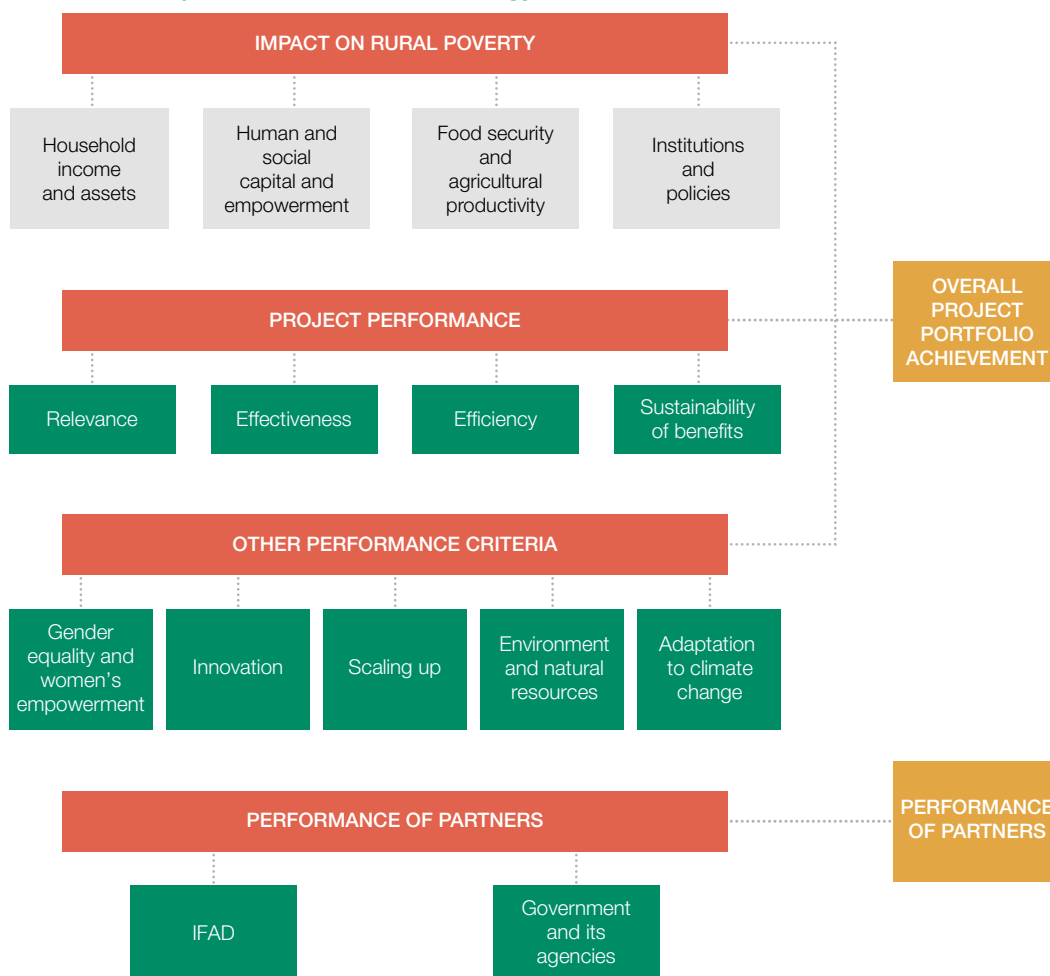 IMPACT ON RURAL POVERTY
Household
income
and assets
Human and
social
capital and
empowerment
Food security
and
agricultural
productivity
Institutions
and
policies
OVERALL
PROJECT
PORTFOLIO
ACHIEVEMENT
PROJECT PERFORMANCE
Relevance
Effectiveness
Efficiency
Sustainability
of benefits
OTHER PERFORMANCE CRITERIA
Gender
equality and
women's
empowerment
Innovation
Scaling up
Environment
and natural
resources
Adaptation
to climate
change
PERFORMANCE OF PARTNERS
PERFORMANCE
OF PARTNERS
IFAD
Government
and its
agencies